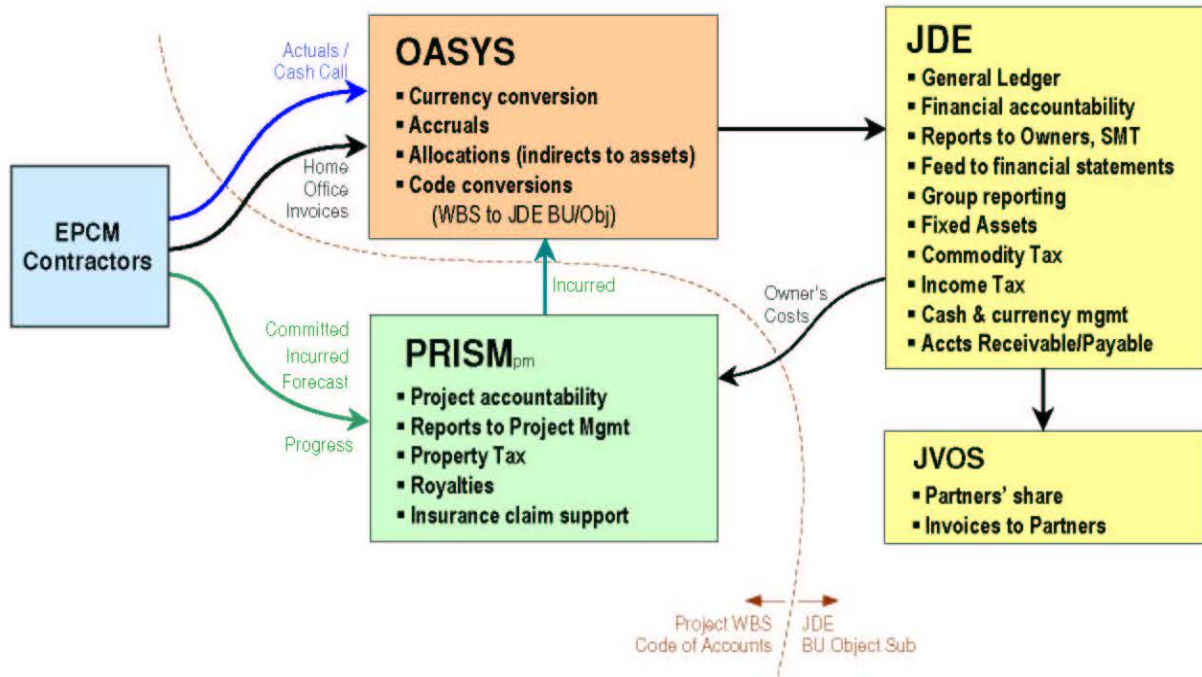 EPCM
Contractors
Actuals /
Cash Call
Home
Office
Invoices
Committed
Incurred
Forecast
Progress
OASYS
▪ Currency conversion
▪ Accruals
▪ Allocations (indirects to assets)
▪ Code conversions
(WBS to JDE BU/Obj)
Incurred
PRISMpm
▪ Project accountability
▪ Reports to Project Mgmt
▪ Property Tax
▪ Royalties
▪ Insurance claim support
Owner's
Costs
JDE
▪ General Ledger
▪ Financial accountability
▪ Reports to Owners, SMT
▪ Feed to financial statements
▪ Group reporting
▪ Fixed Assets
▪ Commodity Tax
▪ Income Tax
▪ Cash & currency mgmt
▪ Accts Receivable/Payable
JVOS
▪ Partners' share
▪ Invoices to Partners
Project WBS
Code of Accounts
JDE
BU Object Sub